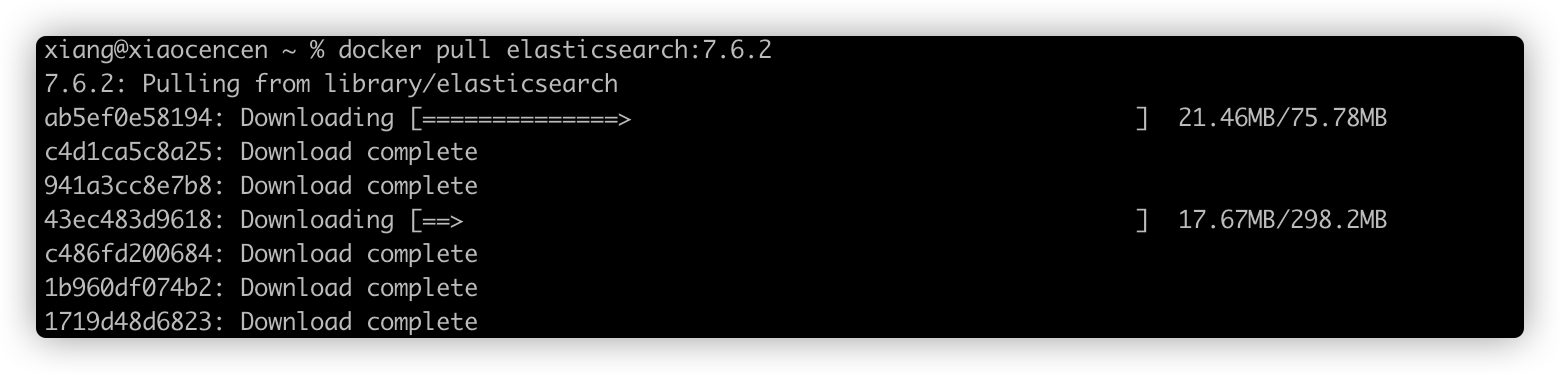 xiang@xiaocencen ~ % docker pull elasticsearch:7.6.2
7.6.2: Pulling from library/elasticsearch
ab5ef0e58194: Downloading [==============>                                    ]  21.46MB/75.78MB
c4d1ca5c8a25: Download complete
941a3cc8e7b8: Download complete
43ec483d9618: Downloading [==>                                                ]  17.67MB/298.2MB
c486fd200684: Download complete
1b960df074b2: Download complete
1719d48d6823: Download complete